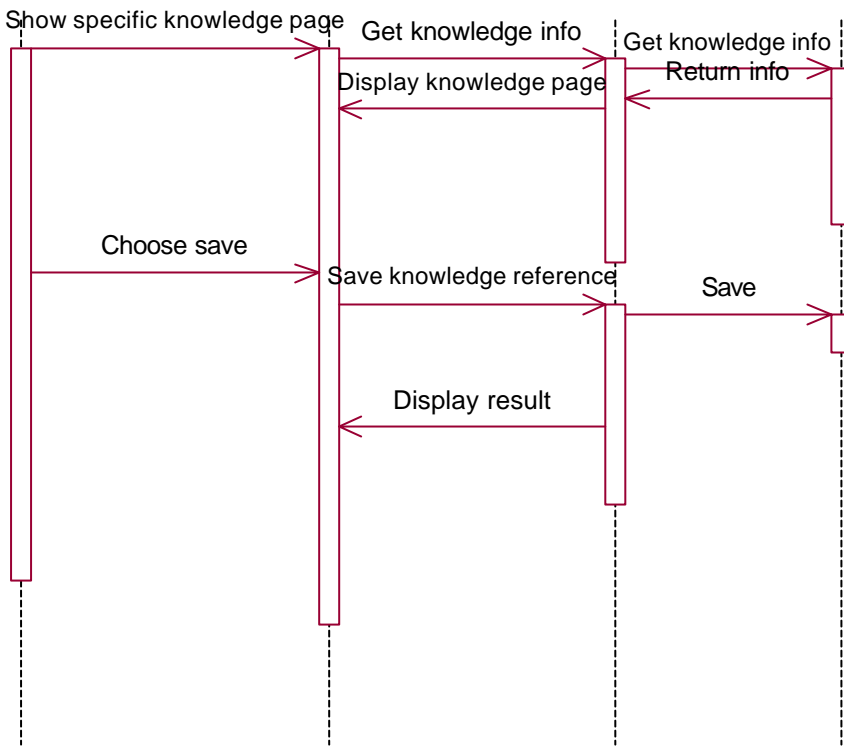 Show specific knowledge page
Get knowledge info
Get knowledge info
Return info
Display knowledge page
Choose save
Save knowledge reference
Save
Display result